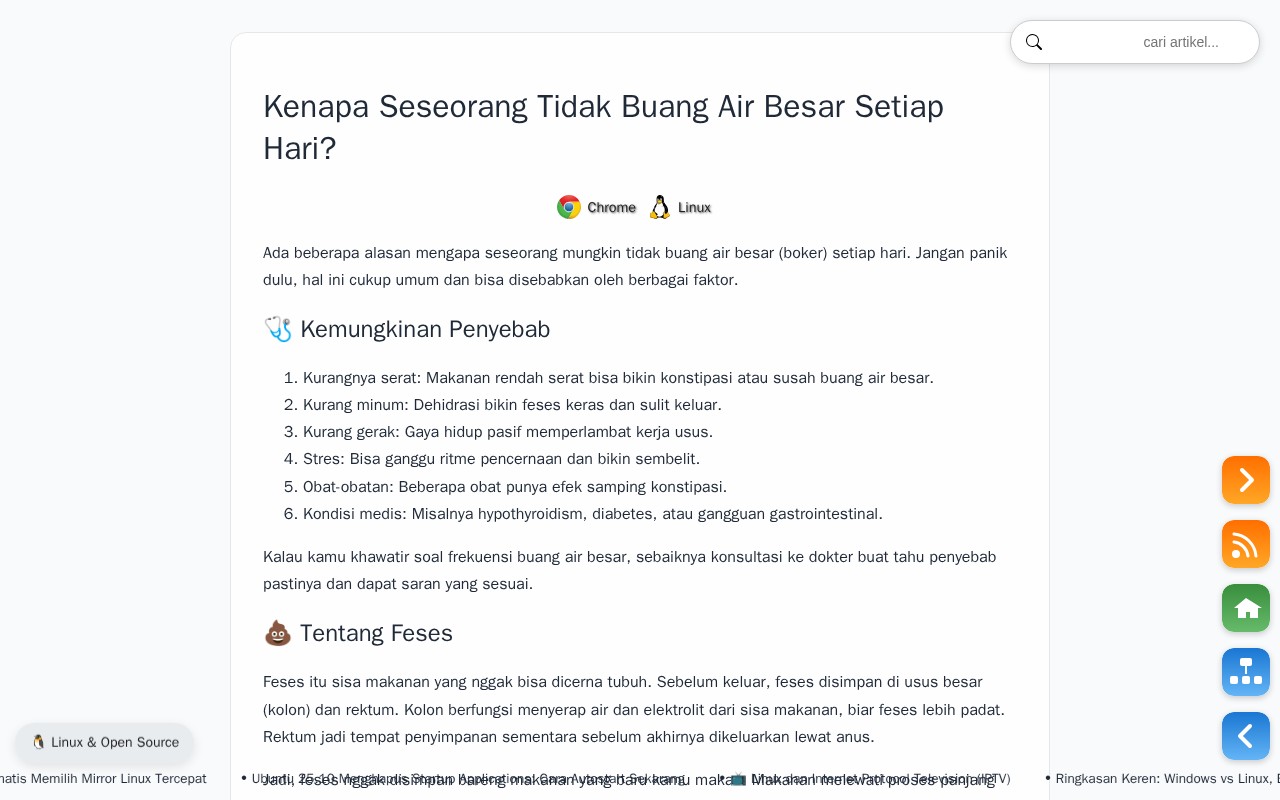 cari artikel...
Kenapa Seseorang Tidak Buang Air Besar Setiap
Hari?
Chrome Linux
Ada beberapa alasan mengapa seseorang mungkin tidak buang air besar (boker) setiap hari. Jangan panik
dulu, hal ini cukup umum dan bisa disebabkan oleh berbagai faktor.
🩺 Kemungkinan Penyebab
1. Kurangnya serat: Makanan rendah serat bisa bikin konstipasi atau susah buang air besar.
2. Kurang minum: Dehidrasi bikin feses keras dan sulit keluar.
3. Kurang gerak: Gaya hidup pasif memperlambat kerja usus.
4. Stres: Bisa ganggu ritme pencernaan dan bikin sembelit.
5. Obat-obatan: Beberapa obat punya efek samping konstipasi.
6. Kondisi medis: Misalnya hypothyroidism, diabetes, atau gangguan gastrointestinal.
Kalau kamu khawatir soal frekuensi buang air besar, sebaiknya konsultasi ke dokter buat tahu penyebab
pastinya dan dapat saran yang sesuai.
💩 Tentang Feses
Feses itu sisa makanan yang nggak bisa dicerna tubuh. Sebelum keluar, feses disimpan di usus besar
(kolon) dan rektum. Kolon berfungsi menyerap air dan elektrolit dari sisa makanan, biar feses lebih padat.
Rektum jadi tempat penyimpanan sementara sebelum akhirnya dikeluarkan lewat anus.
🐧 Linux & Open Source
Jadi, feses nggak disimpan bareng makanan yang baru kamu makan. Makanan melewati proses panjang
matis Memilih Mirror Linux Tercepat • Ubuntu 25.10 Menghapus Startup Applications: Cara Autostart Sekarang • 📺 Linux dan Internet Protocol Television (IPTV) • Ringkasan Keren: Windows vs Linux,